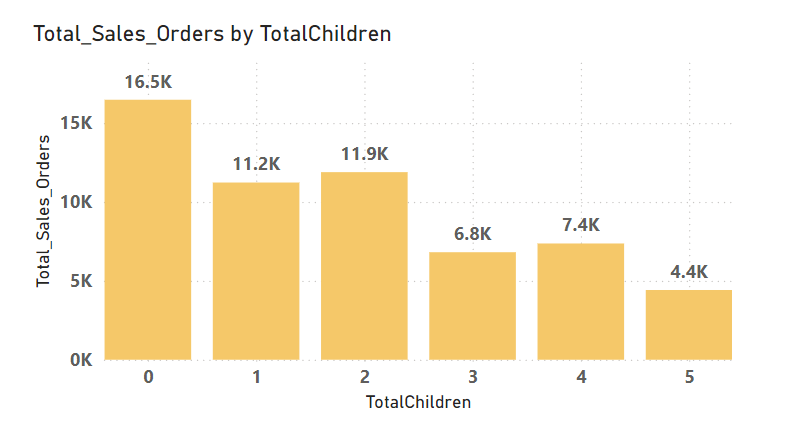 Total_Sales_Orders by TotalChildren
16.5K
15K
11.2K
11.9K
10K
6.8K
7.4K
5K
4.4K
0K
0 1 2 3 4 5
TotalChildren
Total_Sales_Orders